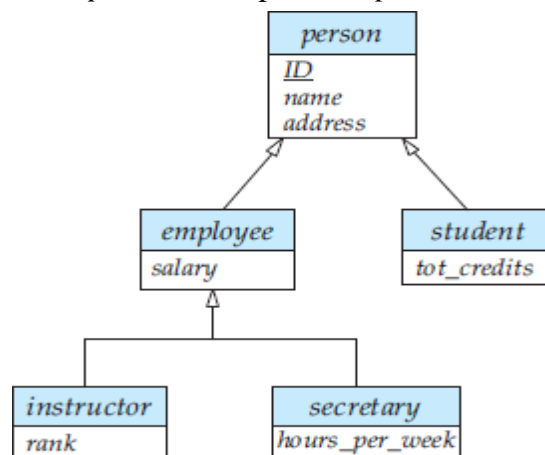 person
ID
name
address
employee
salary
student
tot_credits
instructor
rank
secretary
hours_per_week